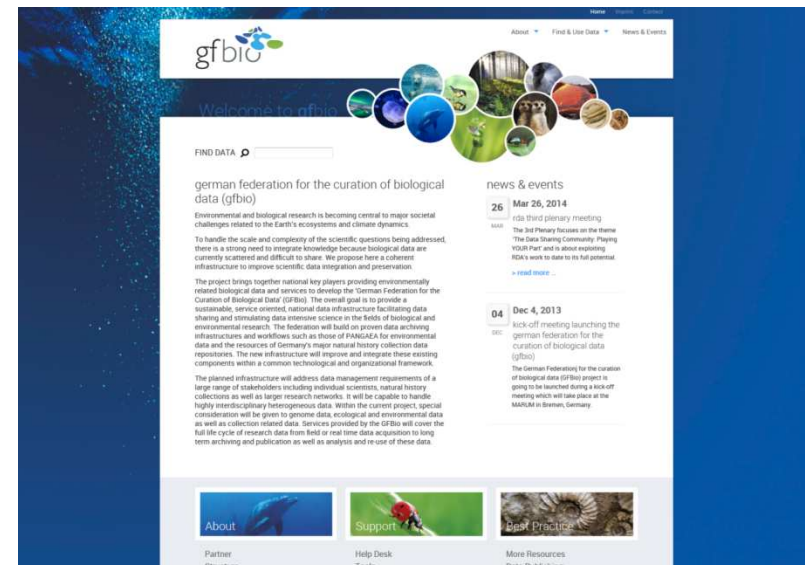 Home Imprint Contact
gfbio
About Find & Use Data News & Events
Welcome to gfbio
FIND DATA
german federation for the curation of biological
data (gfbio)
Environmental and biological research is becoming central to major societal
challenges related to the Earth's ecosystems and climate dynamics.
To handle the scale and complexity of the scientific questions being addressed,
there is a strong need to integrate knowledge because biological data are
currently scattered and difficult to share. We propose here a coherent
infrastructure to improve scientific data integration and preservation.
The project brings together national key players providing environmentally
related biological data and services to develop the 'German Federation for the
Curation of Biological Data' (GFBio). The overall goal is to provide a
sustainable, service oriented, national data infrastructure facilitating data
sharing and stimulating data intensive science in the fields of biological and
environmental research. The federation will build on proven data archiving
infrastructures and workflows such as those of PANGAEA for environmental
data and the resources of Germany's major natural history collection data
repositories. The new infrastructure will improve and integrate these existing
components within a common technological and organizational framework.
The planned infrastructure will address data management requirements of a
large range of stakeholders including individual scientists, natural history
collections as well as larger research networks. It will be capable to handle
highly interdisciplinary heterogeneous data. Within the current project, special
consideration will be given to genome data, ecological and environmental data
as well as collection related data. Services provided by the GFBio will cover the
full life cycle of research data from field or real time data acquisition to long
term archiving and publication as well as analysis and re-use of these data.
news & events
26 Mar 26, 2014
MAR rda third plenary meeting
The 3rd Plenary focuses on the theme
'The Data Sharing Community: Playing
YOUR Part' and is about exploiting
RDA's work to date to its full potential.
» read more ...
04 Dec 4, 2013
DEC kick-off meeting launching the
german federation for the
curation of biological data
(gfbio)
The German Federationj for the curation
of biological data (GFBio) project is
going to be launched during a kick-off
meeting which will take place at the
MARUM in Bremen, Germany.
About Support Best Practice
Partner Help Desk More Resources